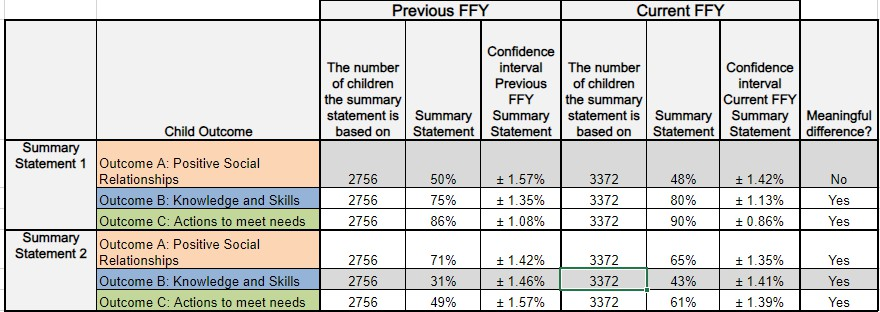 Previous FFY Current FFY
Child Outcome
The number of children the summary statement is based on
Summary Statement
Confidence interval Previous FFY Summary Statement
The number of children the summary statement is based on
Summary Statement
Confidence interval Current FFY Summary Statement
Meaningful difference?
Summary Statement 1
Outcome A: Positive Social Relationships 2756 50% ± 1.57% 3372 48% ± 1.42% No
Outcome B: Knowledge and Skills 2756 75% ± 1.35% 3372 80% ± 1.13% Yes
Outcome C: Actions to meet needs 2756 86% ± 1.08% 3372 90% ± 0.86% Yes
Summary Statement 2
Outcome A: Positive Social Relationships 2756 71% ± 1.42% 3372 65% ± 1.35% Yes
Outcome B: Knowledge and Skills 2756 31% ± 1.46% 3372 43% ± 1.41% Yes
Outcome C: Actions to meet needs 2756 49% ± 1.57% 3372 61% ± 1.39% Yes